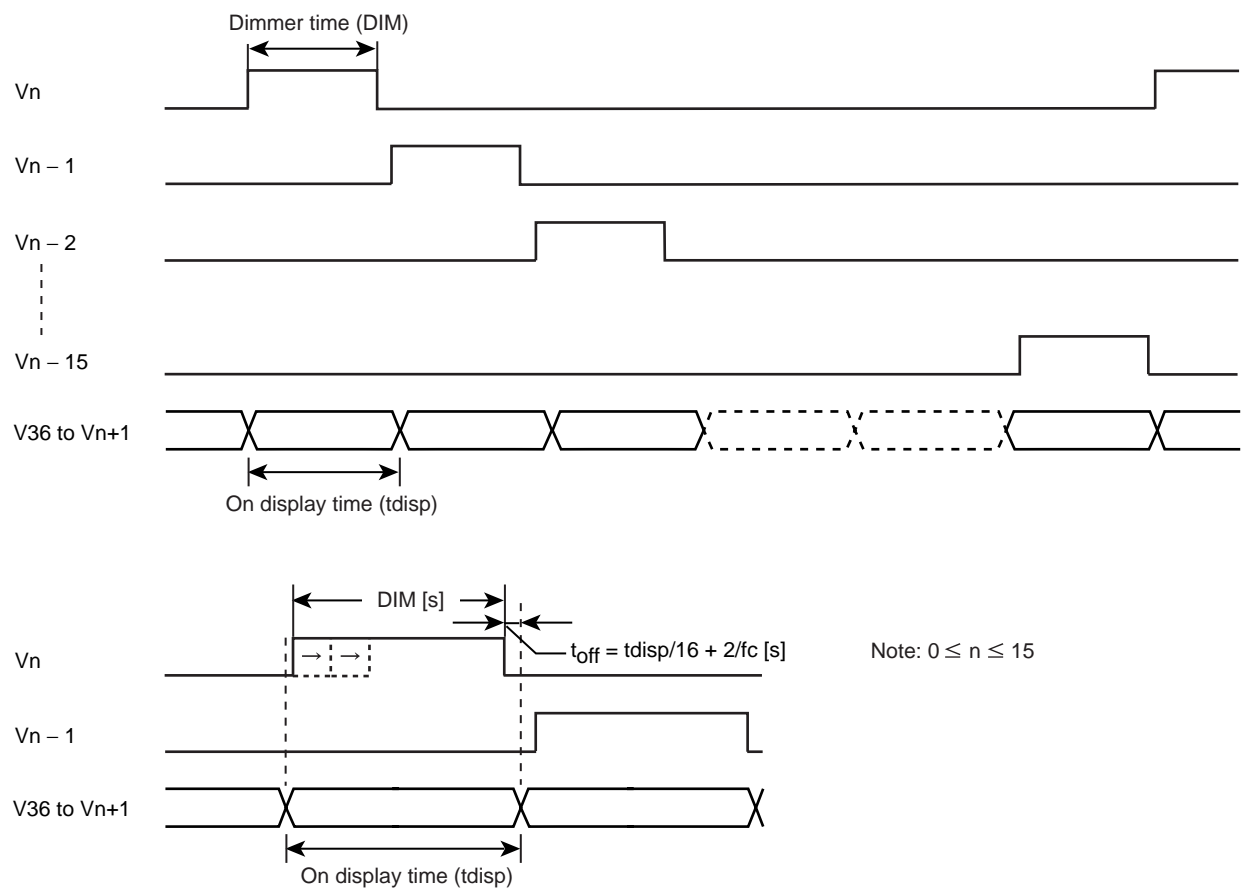 Dimmer time (DIM)
Vn
Vn – 1
Vn – 2
Vn – 15
V36 to Vn+1
On display time (tdisp)
DIM [s]
toff = tdisp/16 + 2/fc [s]
Note: 0 ≤ n ≤ 15
Vn
→ →
Vn – 1
V36 to Vn+1
On display time (tdisp)